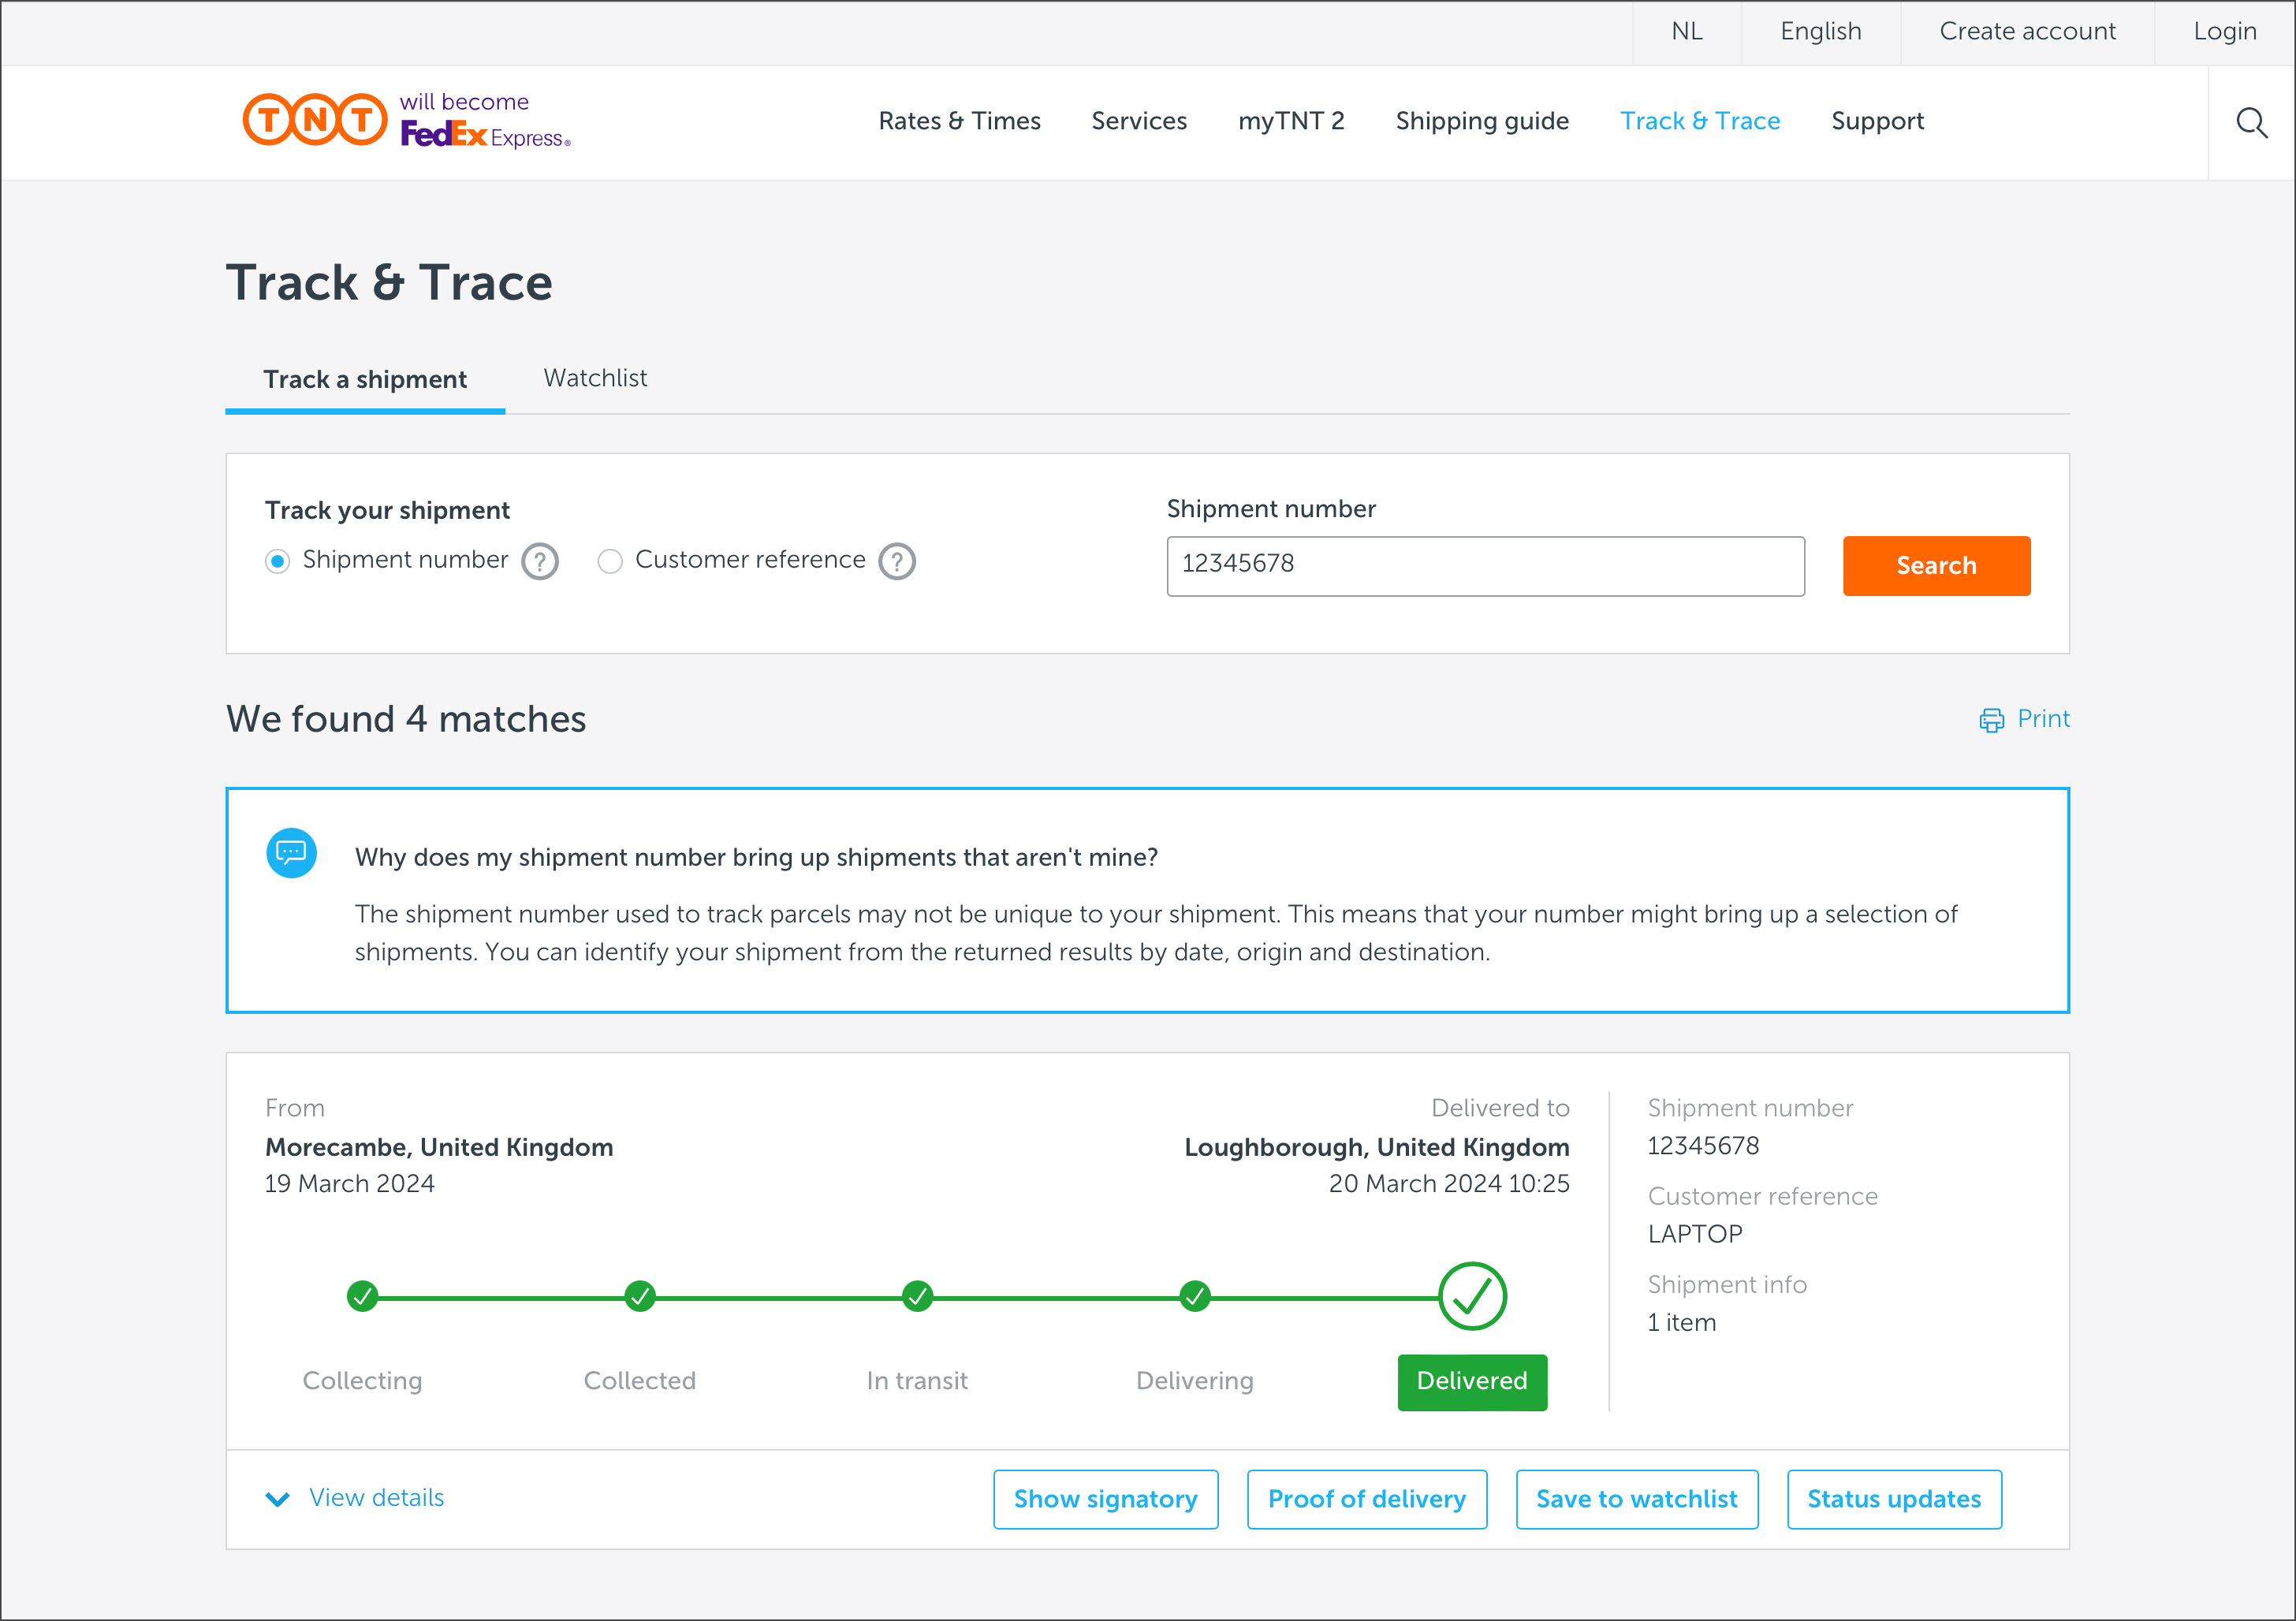 NL English Create account Login
TNT will become
FedEx Express®
Rates & Times Services myTNT 2 Shipping guide Track & Trace Support
Track & Trace
Track a shipment Watchlist
Track your shipment
Shipment number ? Customer reference ?
Shipment number
12345678
Search
We found 4 matches
Print
Why does my shipment number bring up shipments that aren't mine?
The shipment number used to track parcels may not be unique to your shipment. This means that your number might bring up a selection of
shipments. You can identify your shipment from the returned results by date, origin and destination.
From
Morecambe, United Kingdom
19 March 2024
Delivered to
Loughborough, United Kingdom
20 March 2024 10:25
Collecting Collected In transit Delivering Delivered
Shipment number
12345678
Customer reference
LAPTOP
Shipment info
1 item
View details
Show signatory Proof of delivery Save to watchlist Status updates